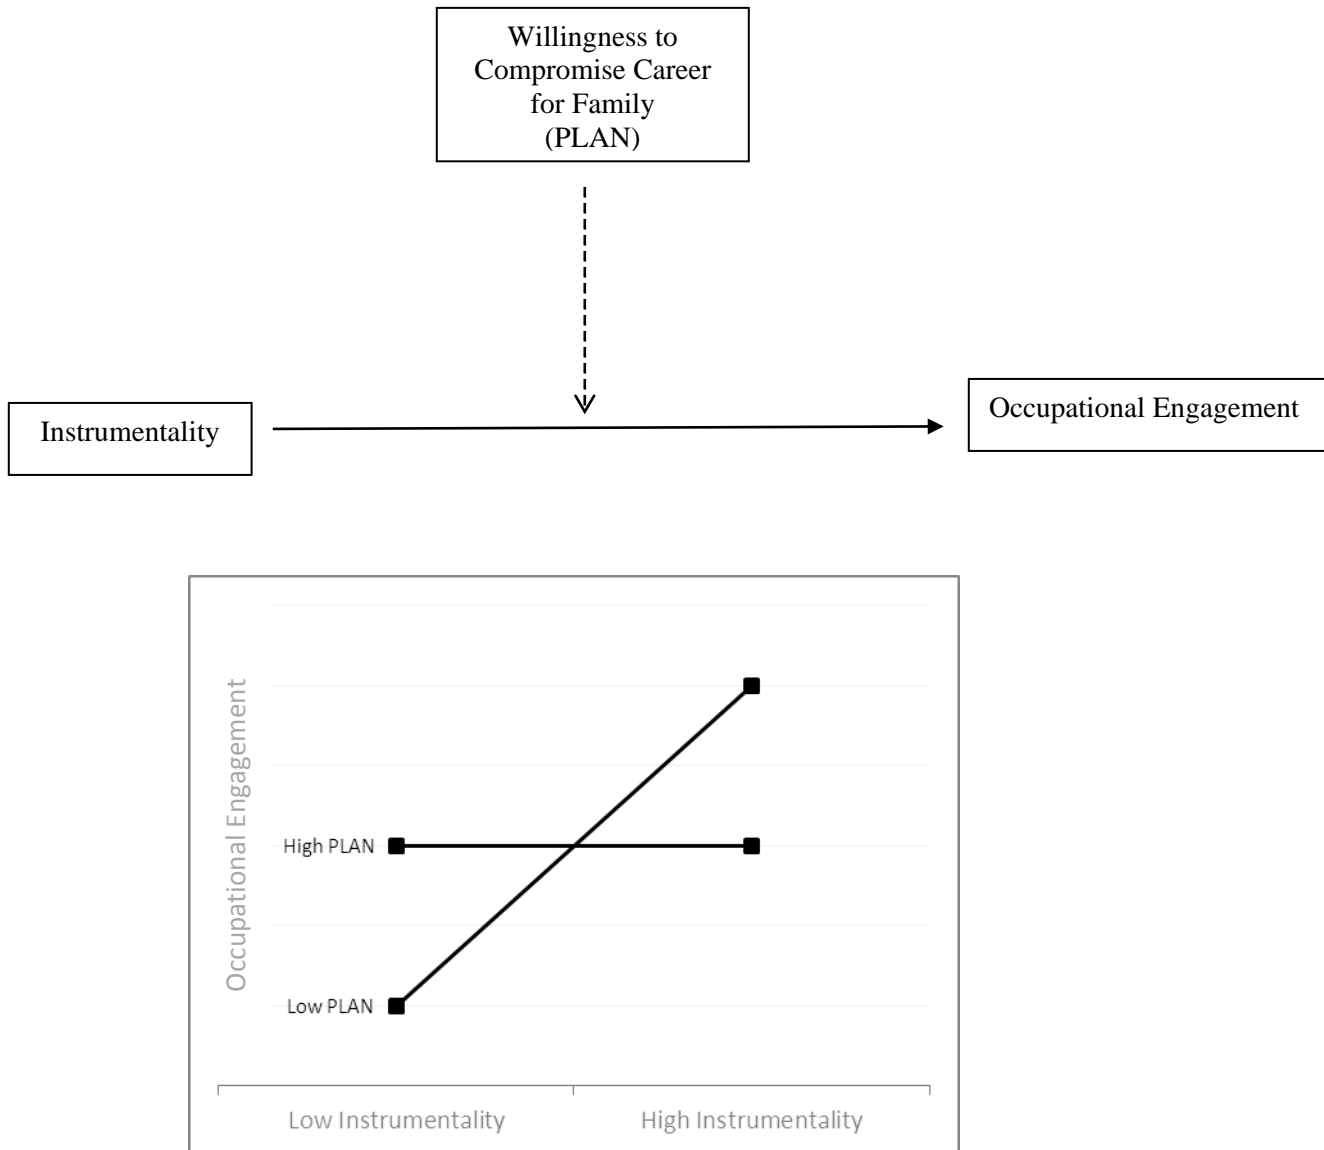 Willingness to
Compromise Career
for Family
(PLAN)
Instrumentality
Occupational Engagement
Occupational Engagement
High PLAN
Low PLAN
Low Instrumentality
High Instrumentality